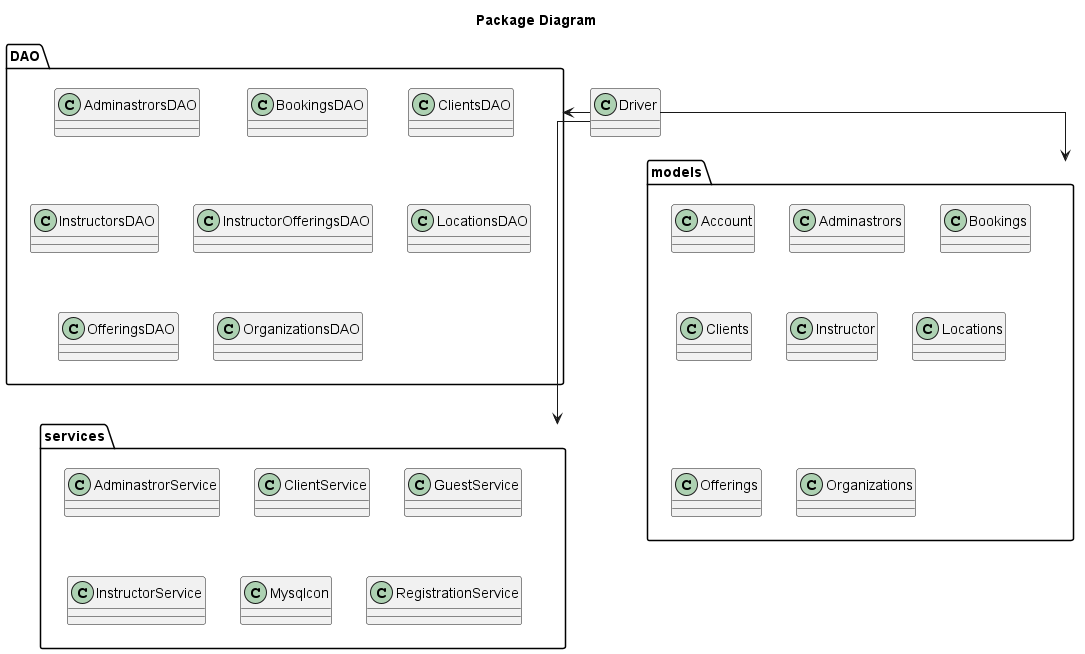 Package Diagram
DAO
C AdminastrorsDAO
C BookingsDAO
C ClientsDAO
C InstructorsDAO
C InstructorOfferingsDAO
C LocationsDAO
C OfferingsDAO
C OrganizationsDAO
C Driver
models
C Account
C Adminastrors
C Bookings
C Clients
C Instructor
C Locations
C Offerings
C Organizations
services
C AdminastrorService
C ClientService
C GuestService
C InstructorService
C Mysqlcon
C RegistrationService